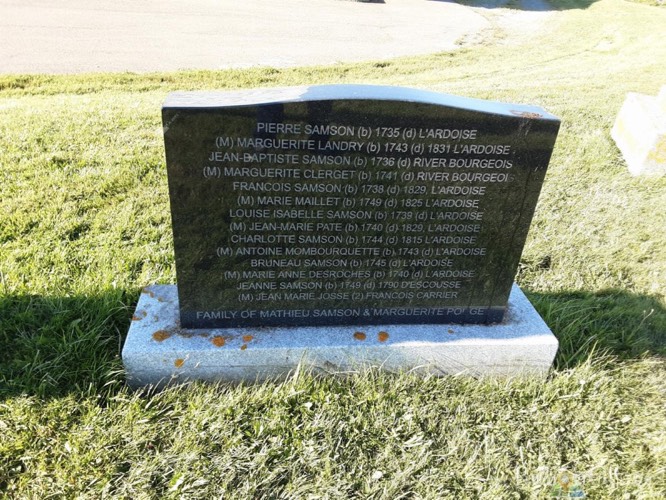 PIERRE SAMSON (b) 1735 (d) L'ARDOISE
(M) MARGUERITE LANDRY (b) 1743 (d) 1831 L'ARDOISE
JEAN-BAPTISTE SAMSON (b) 1736 (d) RIVER BOURGEOIS
(M) MARGUERITE CLERGET (b) 1741 (d) RIVER BOURGEOIS
FRANCOIS SAMSON (b) 1738 (d) 1829, L'ARDOISE
(M) MARIE MAILLET (b) 1749 (d) 1825 L'ARDOISE
LOUISE ISABELLE SAMSON (b) 1739 (d) L'ARDOISE
(M) JEAN-MARIE PATE (b) 1740 (d) 1829, L'ARDOISE
CHARLOTTE SAMSON (b) 1744 (d) 1815 L'ARDOISE
(M) ANTOINE MOMBOURQUETTE (b) 1743 (d) L'ARDOISE
BRUNEAU SAMSON (b) 1745 (d) L'ARDOISE
(M) MARIE ANNE DESROCHES (b) 1740 (d) L'ARDOISE
JEANNE SAMSON (b) 1749 (d) 1790 D'ESCOUSSE
(M) JEAN MARIE JOSSE (2) FRANCOIS CARRIER
FAMILY OF MATHIEU SAMSON & MARGUERITE